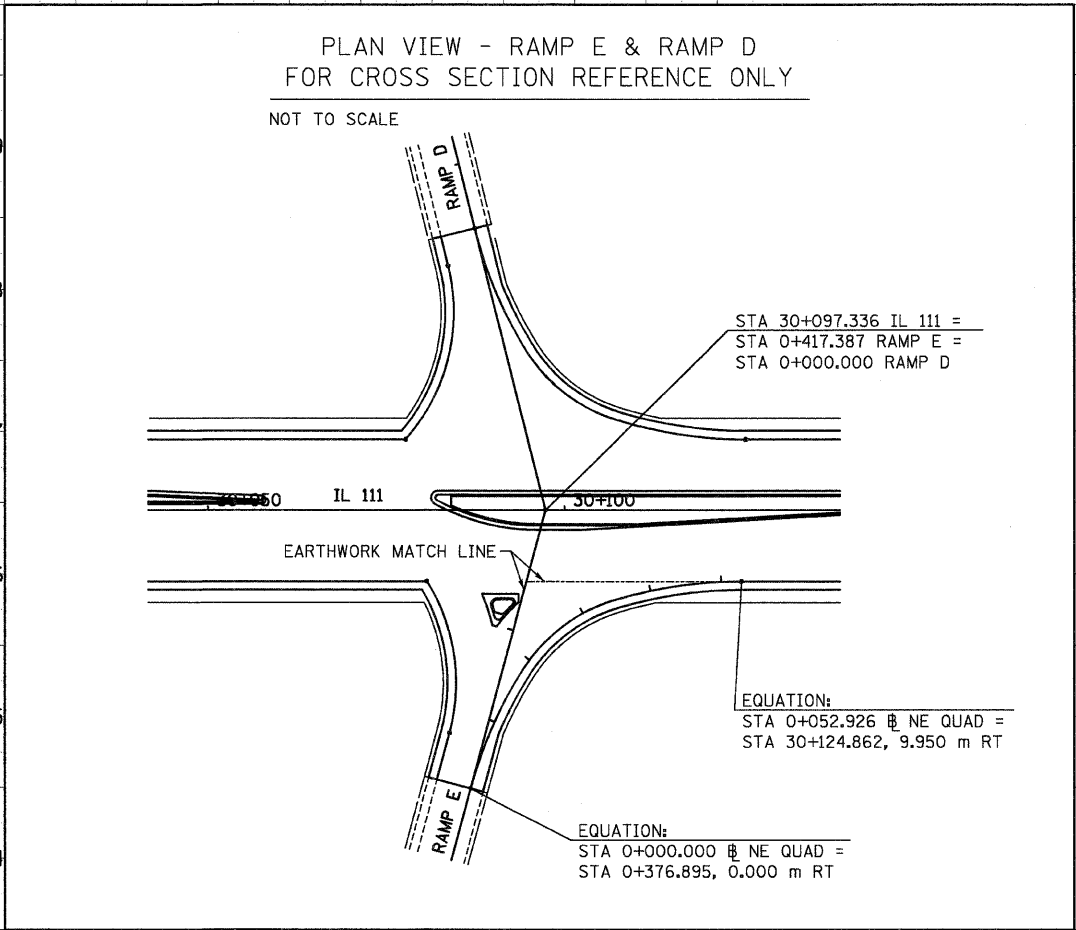 PLAN VIEW - RAMP E & RAMP D
FOR CROSS SECTION REFERENCE ONLY
NOT TO SCALE
RAMP D
STA 30+097.336 IL 111 =
STA 0+417.387 RAMP E =
STA 0+000.000 RAMP D
30+050
IL 111
30+100
EARTHWORK MATCH LINE
EQUATION:
STA 0+052.926 ℄ NE QUAD =
STA 30+124.862, 9.950 m RT
RAMP E
EQUATION:
STA 0+000.000 ℄ NE QUAD =
STA 0+376.895, 0.000 m RT